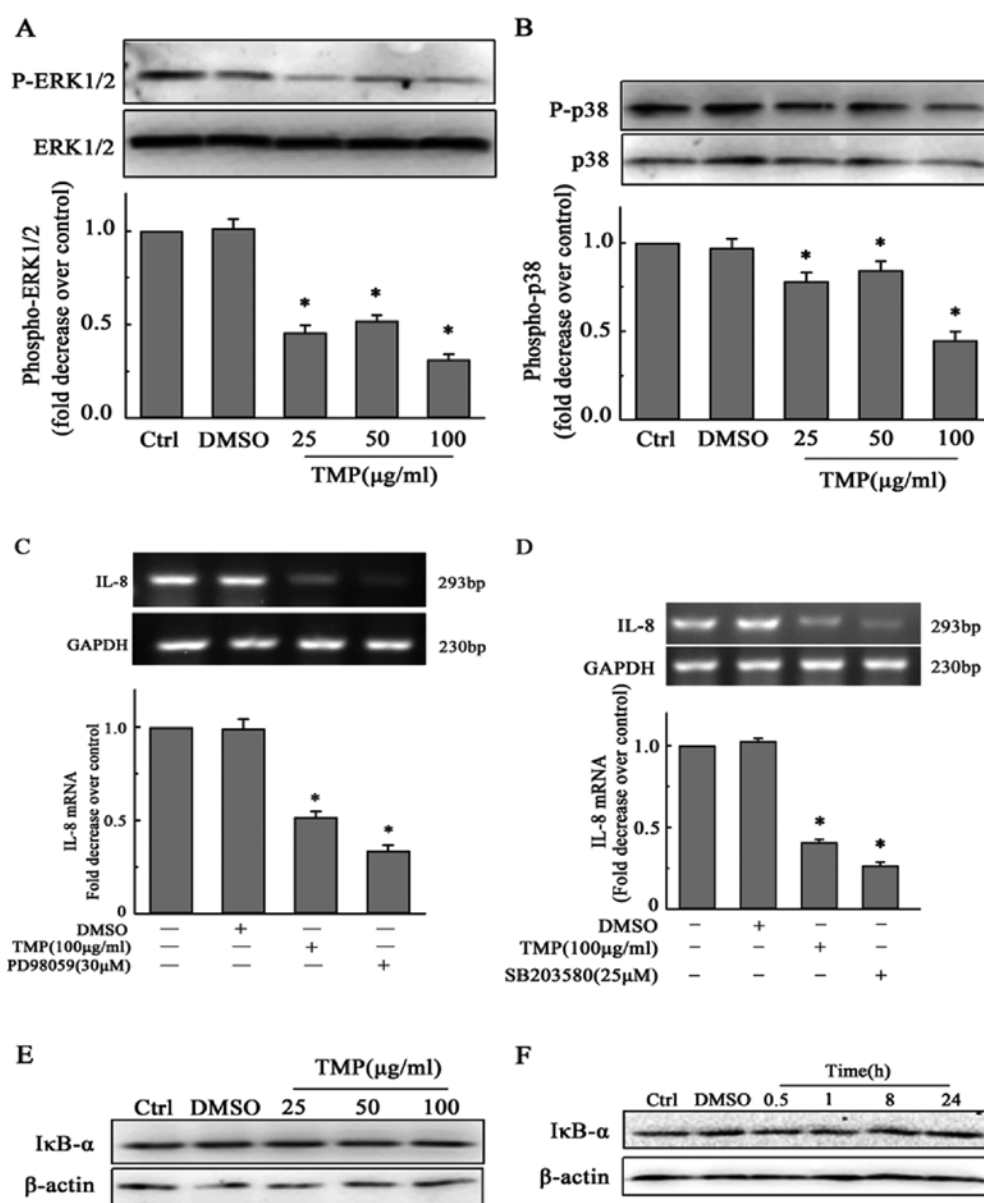 A
P-ERK1/2
ERK1/2
Phospho-ERK1/2
(fold decrease over control)
1.0
0.5
0.0
* * *
Ctrl DMSO 25 50 100
TMP(μg/ml)
B
P-p38
p38
Phospho-p38
(fold decrease over control)
1.0
0.5
0.0
* * *
Ctrl DMSO 25 50 100
TMP(μg/ml)
C
IL-8 293bp
GAPDH 230bp
IL-8 mRNA
Fold decrease over control)
1.0
0.5
0
* *
DMSO — + — —
TMP(100μg/ml) — — + —
PD98059(30μM) — — — +
D
IL-8 293bp
GAPDH 230bp
IL-8 mRNA
(Fold decrease over control)
1.0
0.5
0
* *
DMSO — + — —
TMP(100μg/ml) — — + —
SB203580(25μM) — — — +
E
TMP(μg/ml)
Ctrl DMSO 25 50 100
IκB-α
β-actin
F
Time(h)
Ctrl DMSO 0.5 1 8 24
IκB-α
β-actin